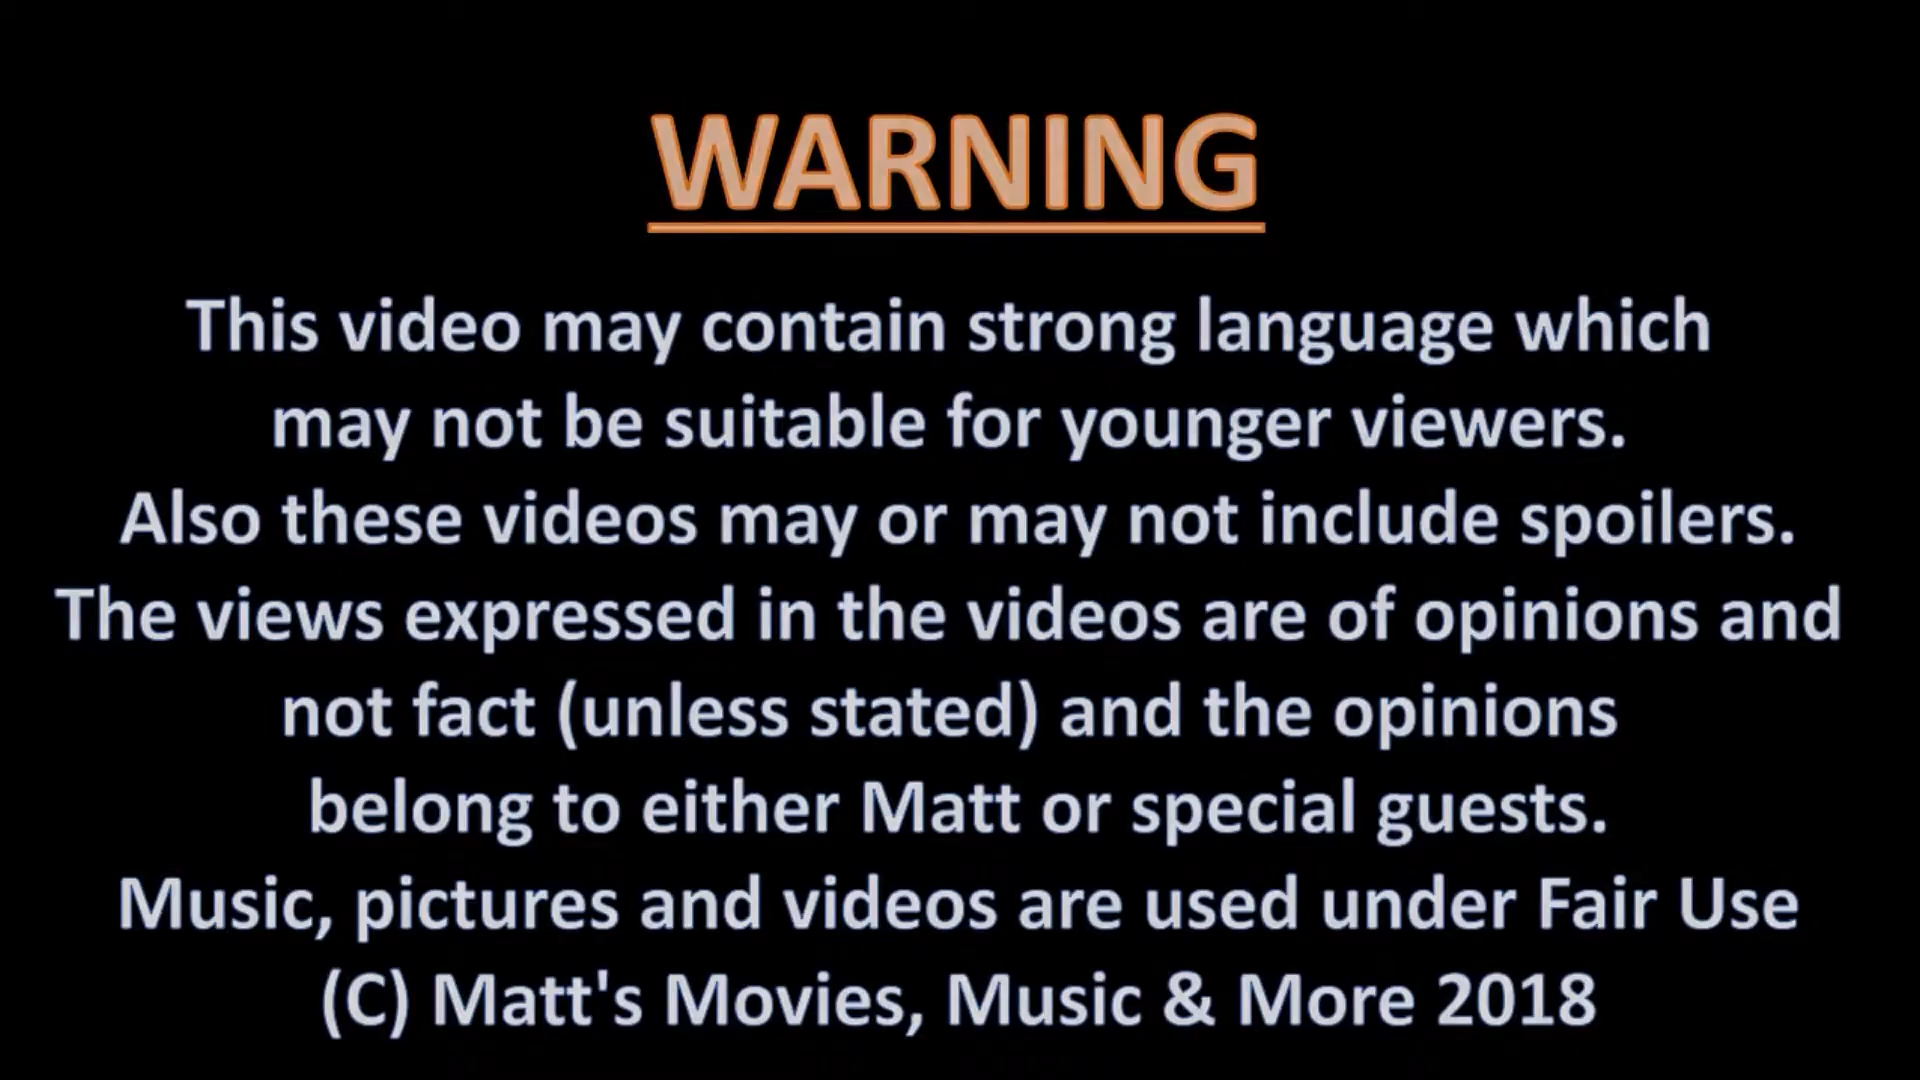 WARNING
This video may contain strong language which
may not be suitable for younger viewers.
Also these videos may or may not include spoilers.
The views expressed in the videos are of opinions and
not fact (unless stated) and the opinions
belong to either Matt or special guests.
Music, pictures and videos are used under Fair Use
(C) Matt's Movies, Music & More 2018